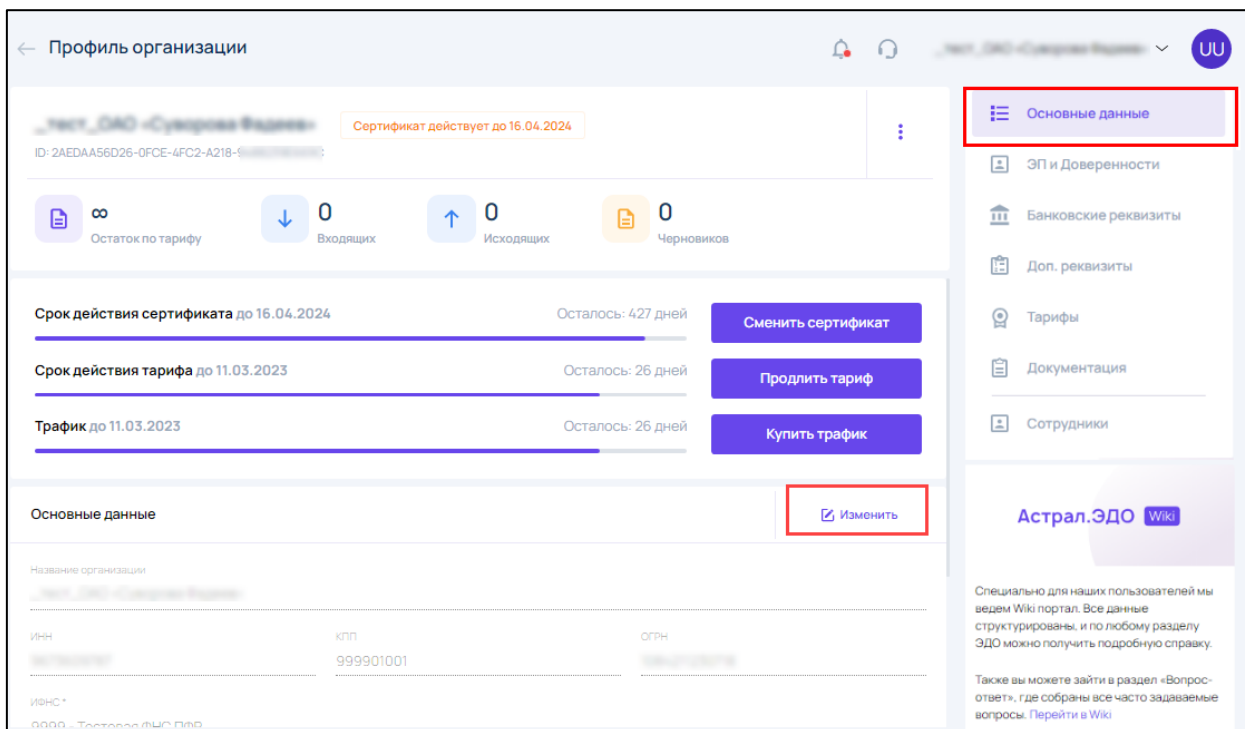 Профиль организации
UU
Сертификат действует до 16.04.2024
ID: 2AEDAA56D26-0FCE-4FC2-A218-
∞
Остаток по тарифу
0
Входящих
0
Исходящих
0
Черновиков
Срок действия сертификата до 16.04.2024
Осталось: 427 дней
Сменить сертификат
Срок действия тарифа до 11.03.2023
Осталось: 26 дней
Продлить тариф
Трафик до 11.03.2023
Осталось: 26 дней
Купить трафик
Основные данные
Изменить
Название организации
ИНН
КПП
ОГРН
999901001
ИФНС *
9999 - Тестовая ФНС ПФР
Основные данные
ЭП и Доверенности
Банковские реквизиты
Доп. реквизиты
Тарифы
Документация
Сотрудники
Астрал.ЭДО Wiki
Специально для наших пользователей мы
ведем Wiki портал. Все данные
структурированы, и по любому разделу
ЭДО можно получить подробную справку.
Также вы можете зайти в раздел «Вопрос-
ответ», где собраны все часто задаваемые
вопросы. Перейти в Wiki